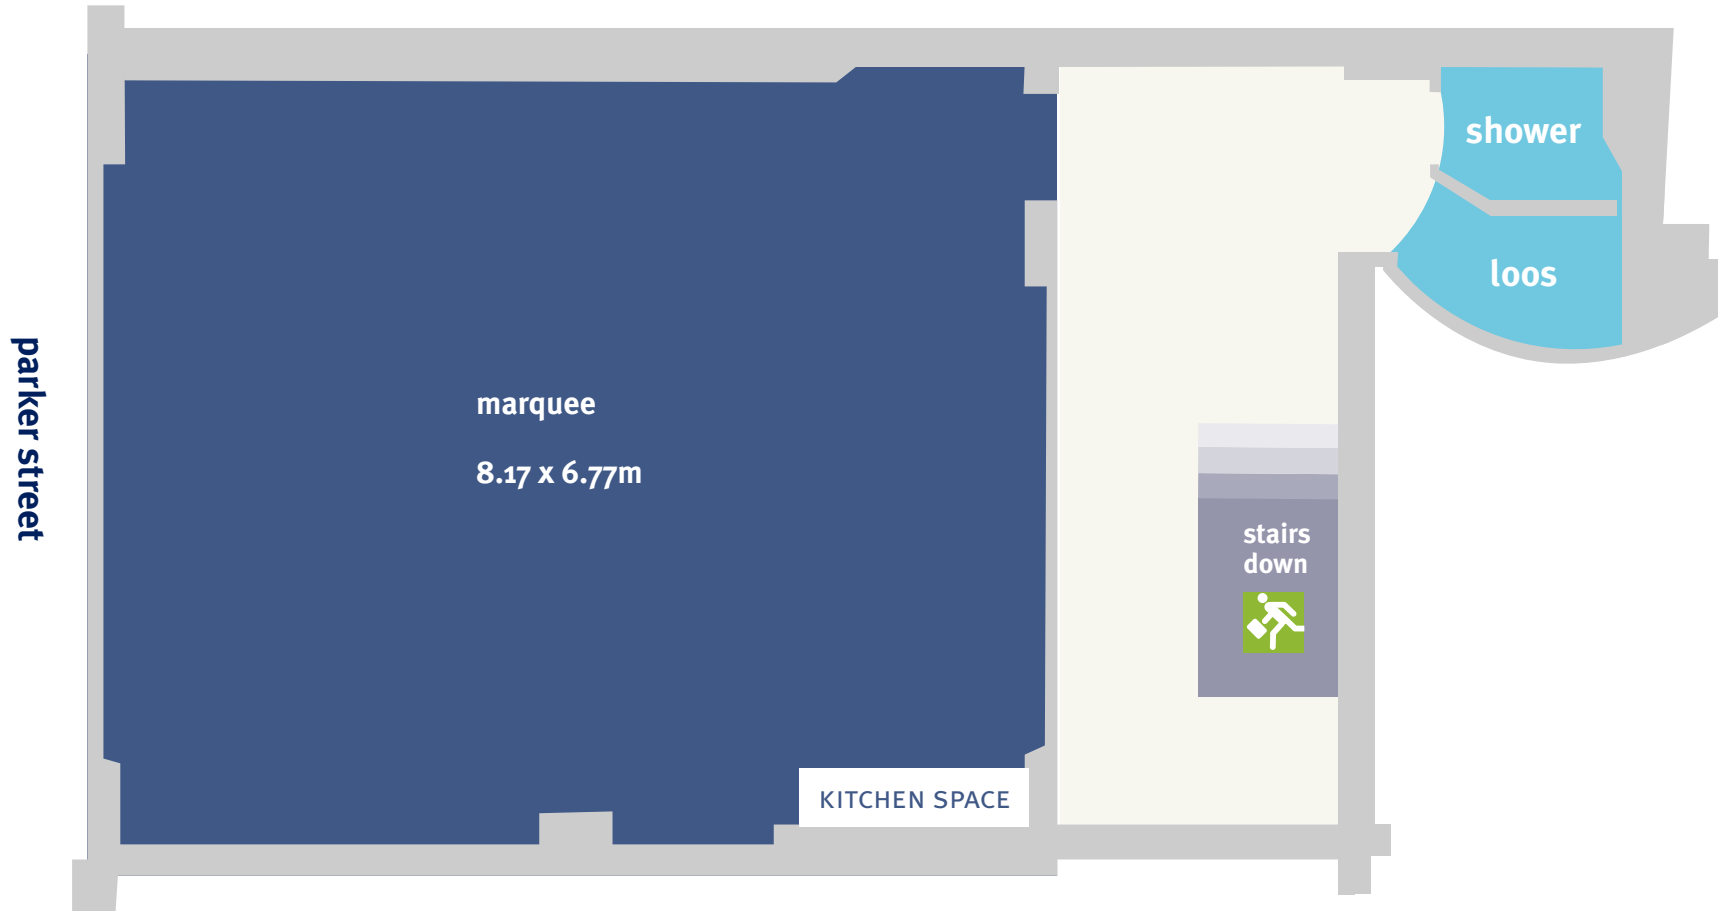 shower
loos
parker street
marquee
8.17 x 6.77m
stairs
down
KITCHEN SPACE